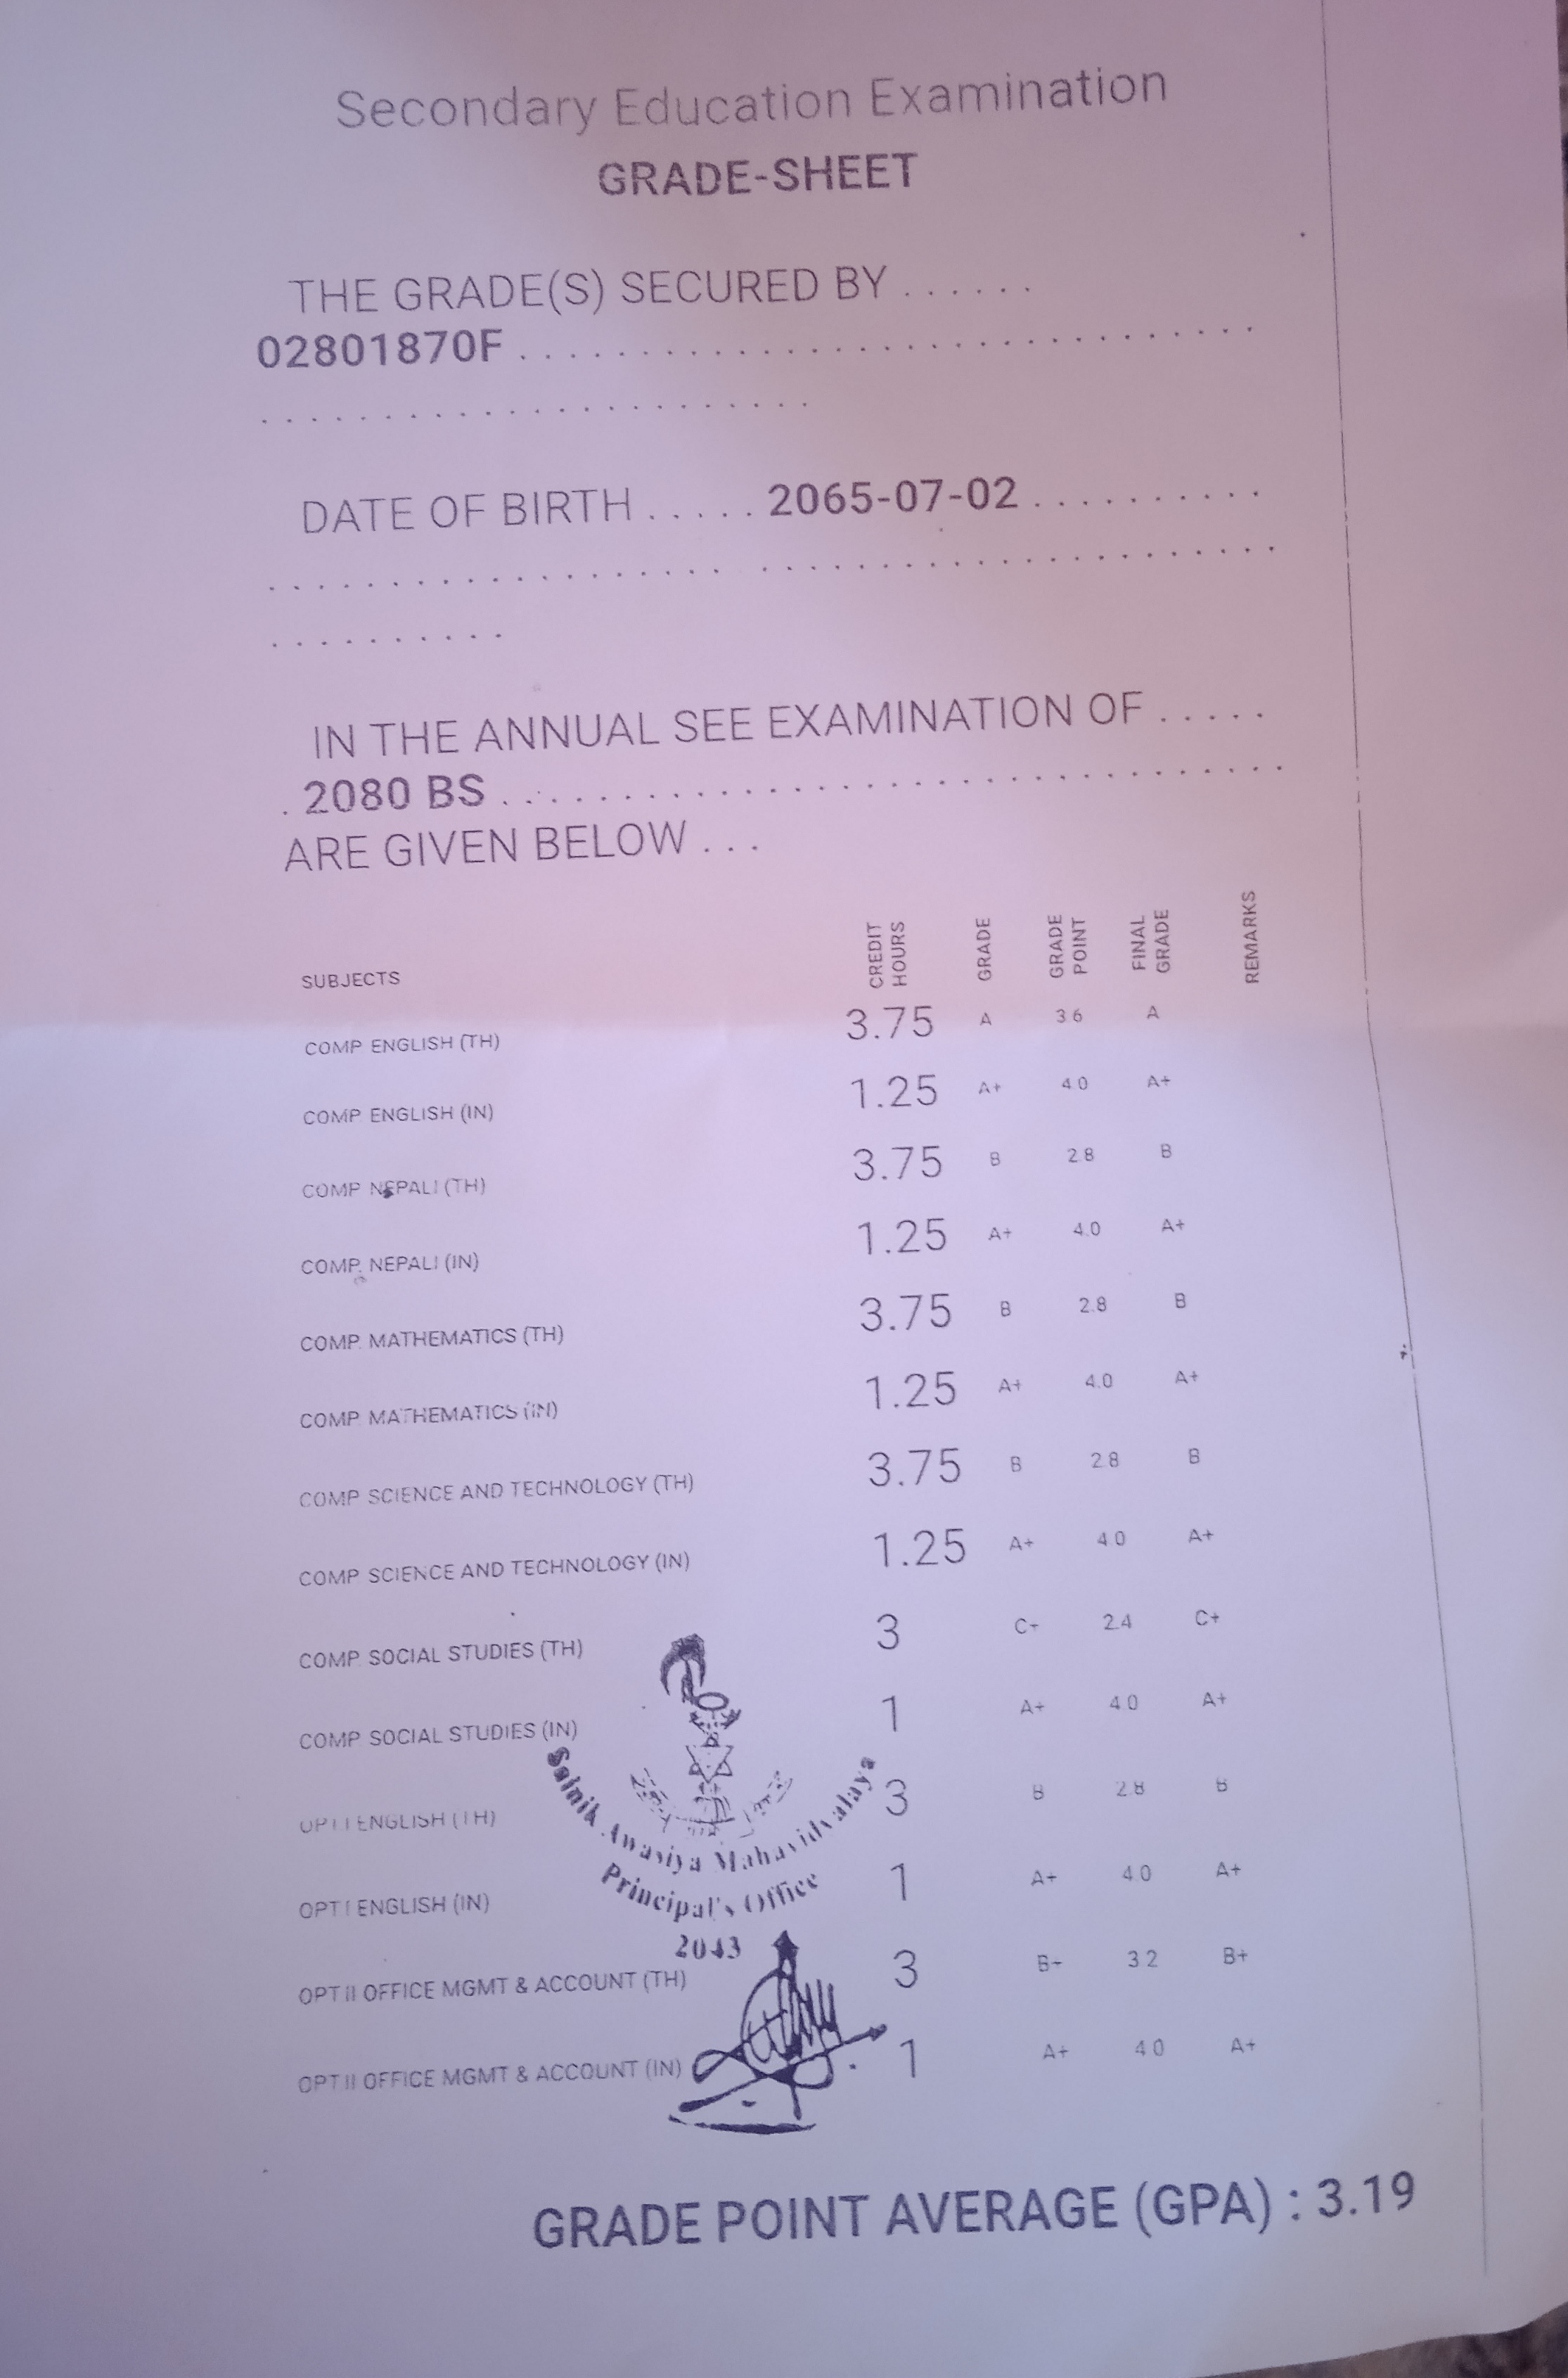 Secondary Education Examination
GRADE-SHEET
THE GRADE(S) SECURED BY . . . . . .
02801870F . . . . . . . . . . . . . . . . . . . . . . . . . . . . . .
. . . . . . . . . . . . . . . . . . . . . . .
DATE OF BIRTH . . . . . 2065-07-02 . . . . . . . . . .
. . . . . . . . . . . . . . . . . . . . . . . . . . . . . . . . . . . . . . . .
. . . . . . . . . .
IN THE ANNUAL SEE EXAMINATION OF . . . . .
. 2080 BS . . . . . . . . . . . . . . . . . . . . . . . . . . . . . . . .
ARE GIVEN BELOW . . .
SUBJECTS CREDIT HOURS GRADE GRADE POINT FINAL GRADE REMARKS
COMP. ENGLISH (TH) 3.75 A 3.6 A
COMP. ENGLISH (IN) 1.25 A+ 4.0 A+
COMP. NEPALI (TH) 3.75 B 2.8 B
COMP. NEPALI (IN) 1.25 A+ 4.0 A+
COMP. MATHEMATICS (TH) 3.75 B 2.8 B
COMP. MATHEMATICS (IN) 1.25 A+ 4.0 A+
COMP. SCIENCE AND TECHNOLOGY (TH) 3.75 B 2.8 B
COMP. SCIENCE AND TECHNOLOGY (IN) 1.25 A+ 4.0 A+
COMP. SOCIAL STUDIES (TH) 3 C+ 2.4 C+
COMP. SOCIAL STUDIES (IN) 1 A+ 4.0 A+
OPT I ENGLISH (TH) 3 B 2.8 B
OPT I ENGLISH (IN) 1 A+ 4.0 A+
OPT II OFFICE MGMT & ACCOUNT (TH) 3 B+ 3.2 B+
OPT II OFFICE MGMT & ACCOUNT (IN) 1 A+ 4.0 A+
Sainik Awasiya Mahavidyalaya
Principal's Office
2043
GRADE POINT AVERAGE (GPA) : 3.19